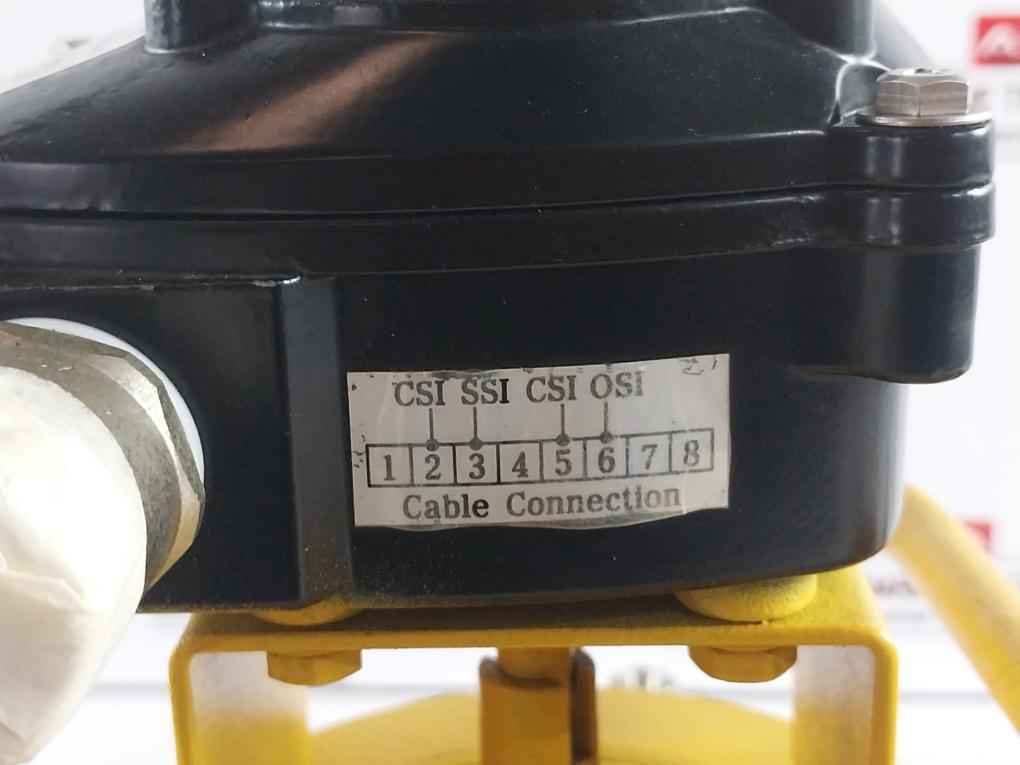 CSI SSI CSI OSI
1 2 3 4 5 6 7 8
Cable Connection